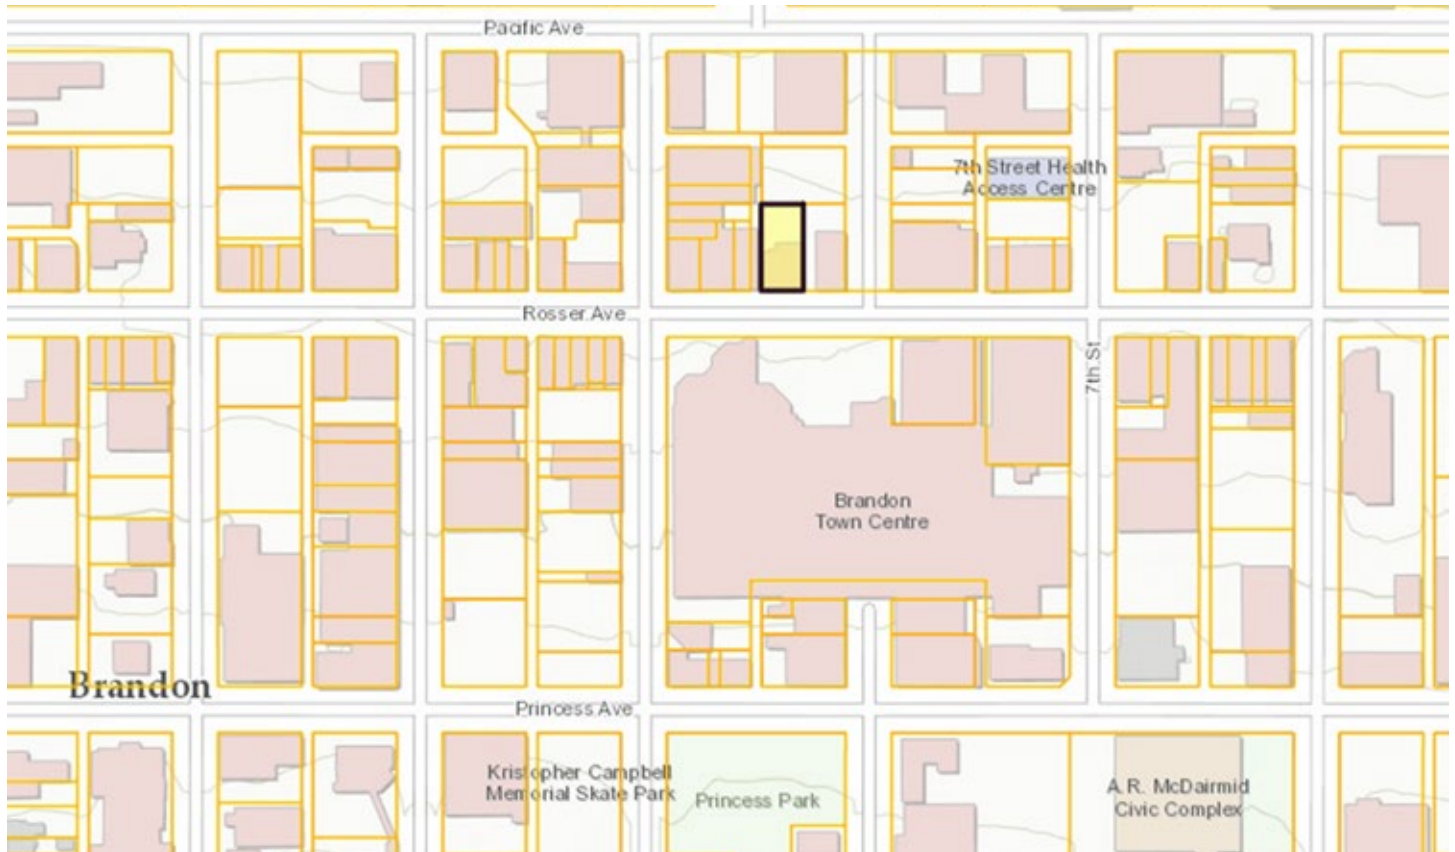 Pacific Ave
7th Street Health
Access Centre
Rosser Ave
7th St
Brandon
Town Centre
Brandon
Princess Ave
Kristopher Campbell
Memorial Skate Park
Princess Park
A.R. McDairmid
Civic Complex